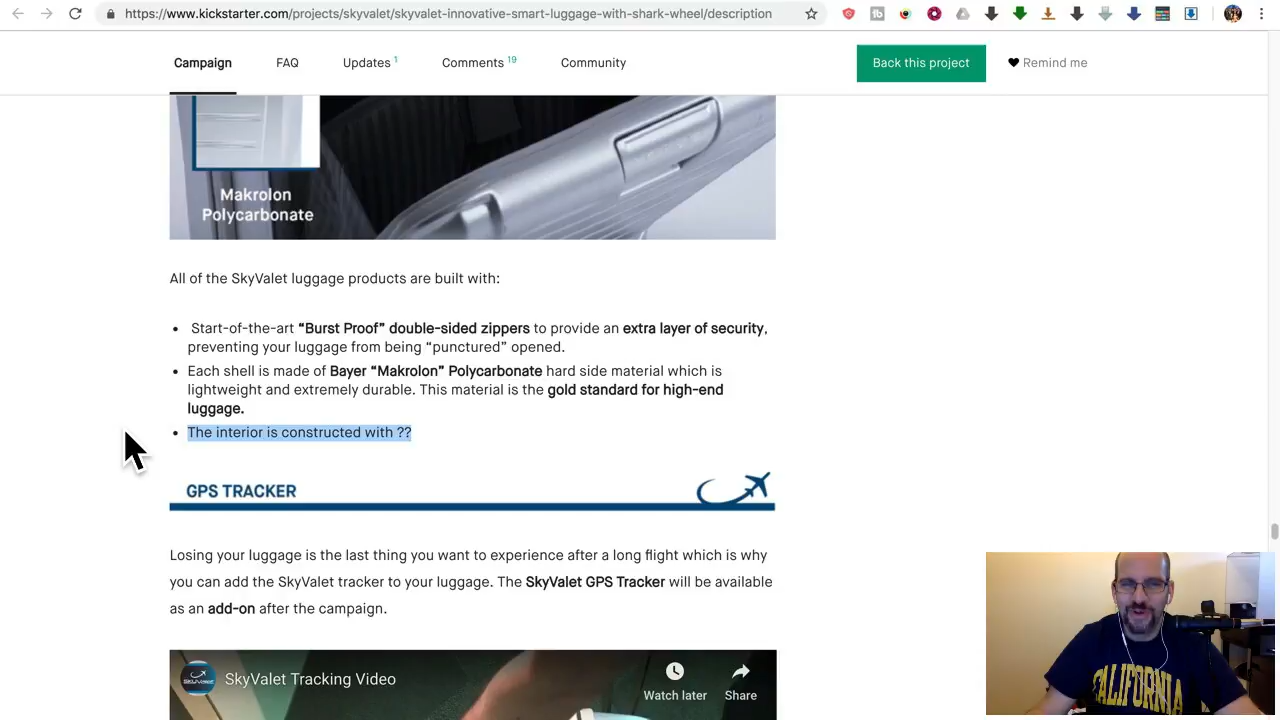 https://www.kickstarter.com/projects/skyvalet/skyvalet-innovative-smart-luggage-with-shark-wheel/description
Campaign FAQ Updates 1 Comments 19 Community Back this project Remind me
Makrolon
Polycarbonate
All of the SkyValet luggage products are built with:
• Start-of-the-art “Burst Proof” double-sided zippers to provide an extra layer of security,
preventing your luggage from being “punctured” opened.
• Each shell is made of Bayer “Makrolon” Polycarbonate hard side material which is
lightweight and extremely durable. This material is the gold standard for high-end
luggage.
• The interior is constructed with ??
GPS TRACKER
Losing your luggage is the last thing you want to experience after a long flight which is why
you can add the SkyValet tracker to your luggage. The SkyValet GPS Tracker will be available
as an add-on after the campaign.
SkyValet Tracking Video
Watch later Share
CALIFORNIA